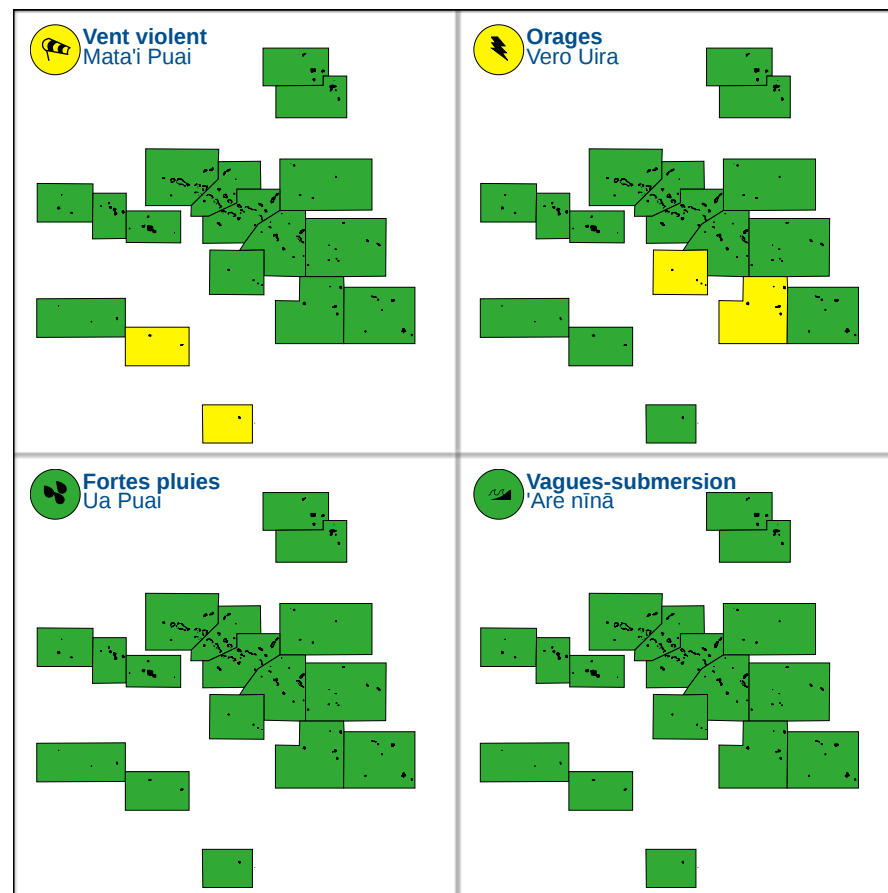 Vent violent
Mata'i Puai
Orages
Vero Uira
Fortes pluies
Ua Puai
Vagues-submersion
'Are nīnā